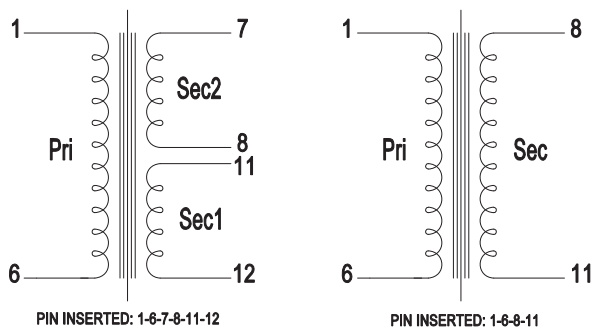 1
7
Sec2
Pri
8
11
Sec1
6
12
PIN INSERTED: 1-6-7-8-11-12
1
8
Pri
Sec
6
11
PIN INSERTED: 1-6-8-11